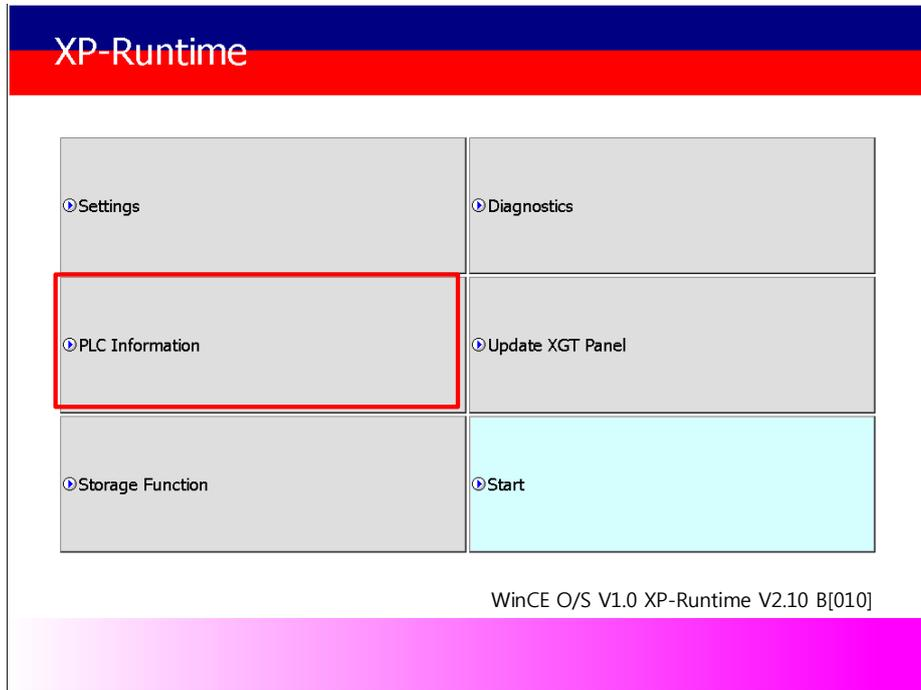 XP-Runtime
Settings
Diagnostics
PLC Information
Update XGT Panel
Storage Function
Start
WinCE O/S V1.0 XP-Runtime V2.10 B[010]